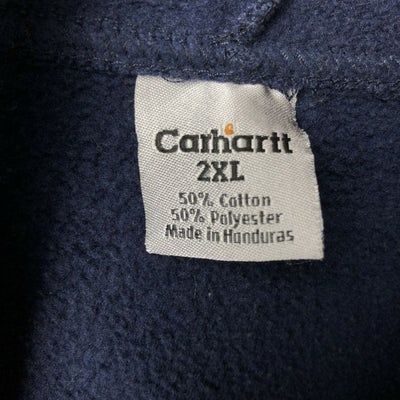 Carhartt
2XL
50% Cotton
50% Polyester
Made in Honduras